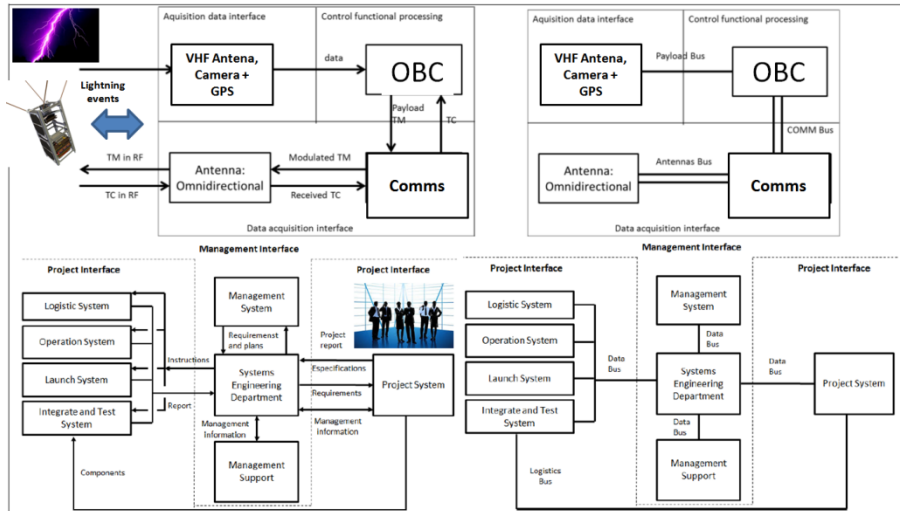 Aquisition data interface
Control functional processing
VHF Antena,
Camera +
GPS
data
OBC
Lightning
events
Payload
TM
TC
TM in RF
TC in RF
Antenna:
Omnidirectional
Modulated TM
Received TC
Comms
Data acquisition interface
Aquisition data interface
Control functional processing
VHF Antena,
Camera +
GPS
Payload Bus
OBC
COMM Bus
Antenna:
Omnidirectional
Antennas Bus
Comms
Data acquisition interface
Management Interface
Project Interface
Project Interface
Logistic System
Operation System
Launch System
Integrate and Test
System
Instructions
Report
Components
Management
System
Requirement
and plans
Systems
Engineering
Department
Management
Information
Management
Support
Project
report
Especifications
Requirements
Management
Information
Project System
Management Interface
Project Interface
Project Interface
Logistic System
Operation System
Launch System
Integrate and Test
System
Data
Bus
Logistics
Bus
Management
System
Data
Bus
Systems
Engineering
Department
Data
Bus
Management
Support
Data
Bus
Project System